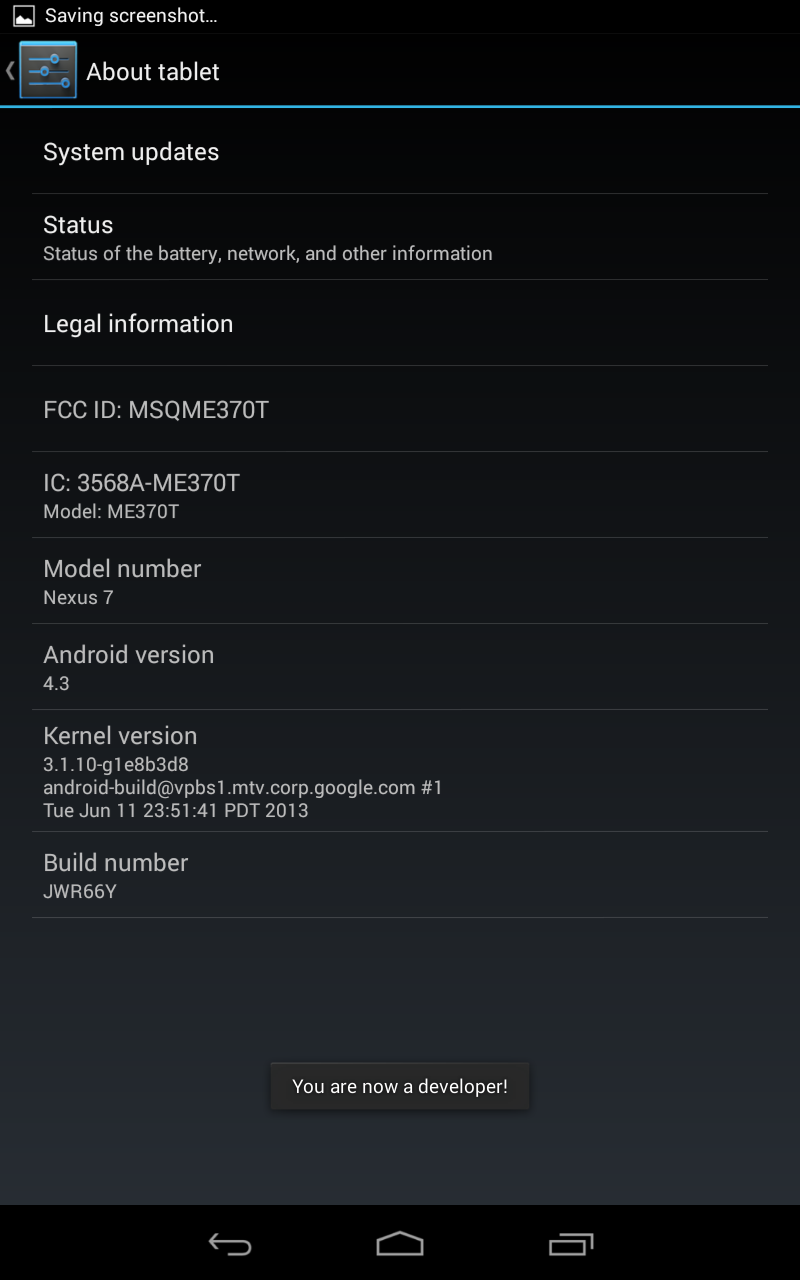 Saving screenshot...
About tablet
System updates
Status
Status of the battery, network, and other information
Legal information
FCC ID: MSQME370T
IC: 3568A-ME370T
Model: ME370T
Model number
Nexus 7
Android version
4.3
Kernel version
3.1.10-g1e8b3d8
android-build@vpbs1.mtv.corp.google.com #1
Tue Jun 11 23:51:41 PDT 2013
Build number
JWR66Y
You are now a developer!